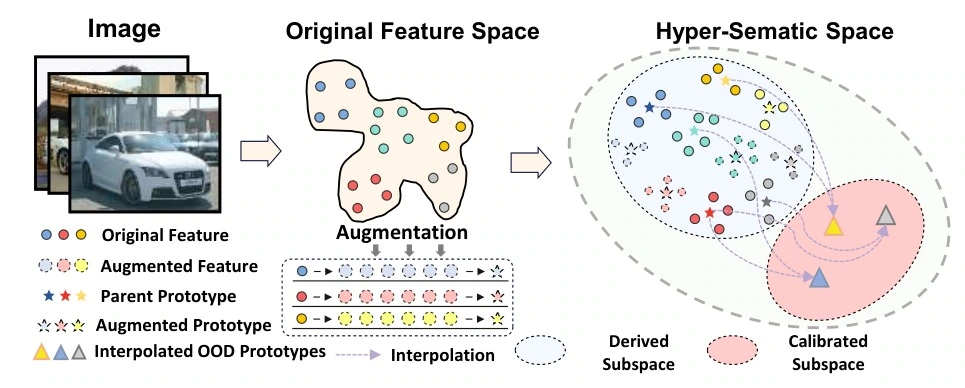 Image
Original Feature Space
Hyper-Sematic Space
Augmentation
Original Feature
Augmented Feature
Parent Prototype
Augmented Prototype
Interpolated OOD Prototypes
Interpolation
Derived
Subspace
Calibrated
Subspace